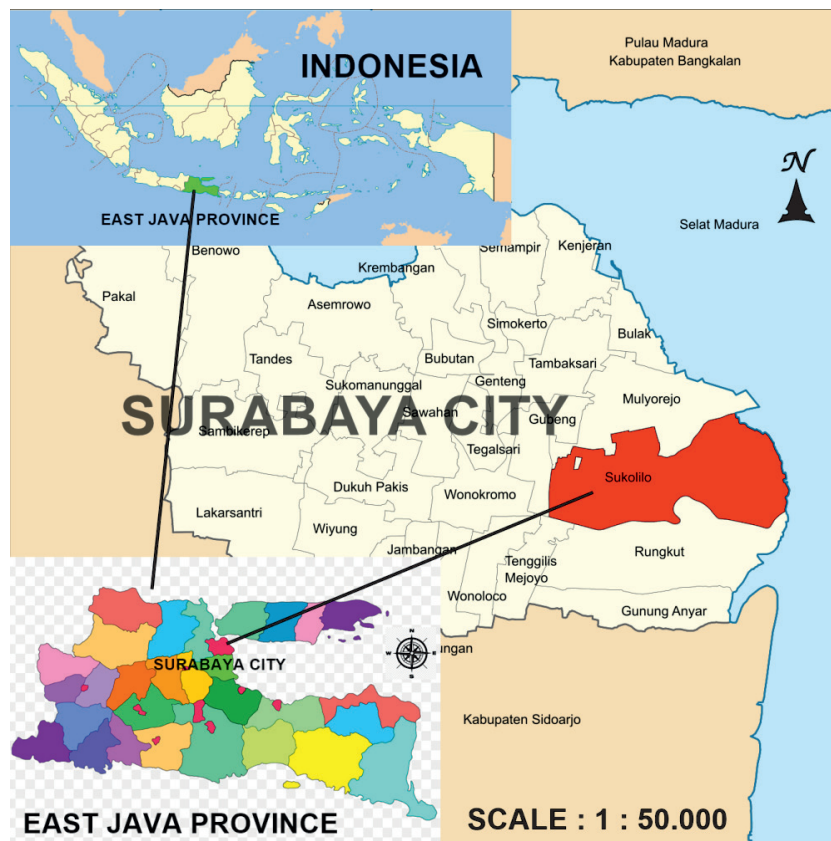 INDONESIA
EAST JAVA PROVINCE
Pulau Madura
Kabupaten Bangkalan
N
Selat Madura
Benowo
Krembangan
Semampir
Kenjeran
Pakal
Asemrowo
Simokerto
Bulak
Tandes
Bubutan
Tambaksari
Sukomanunggal
Genteng
Mulyorejo
SURABAYA CITY
Sawahan
Gubeng
Sambikerep
Tegalsari
Sukolilo
Dukuh Pakis
Wonokromo
Lakarsantri
Wiyung
Jambangan
Tenggilis
Mejoyo
Rungkut
Wonoloco
Gunung Anyar
ungan
SURABAYA CITY
N
W
E
S
Kabupaten Sidoarjo
EAST JAVA PROVINCE
SCALE : 1 : 50.000